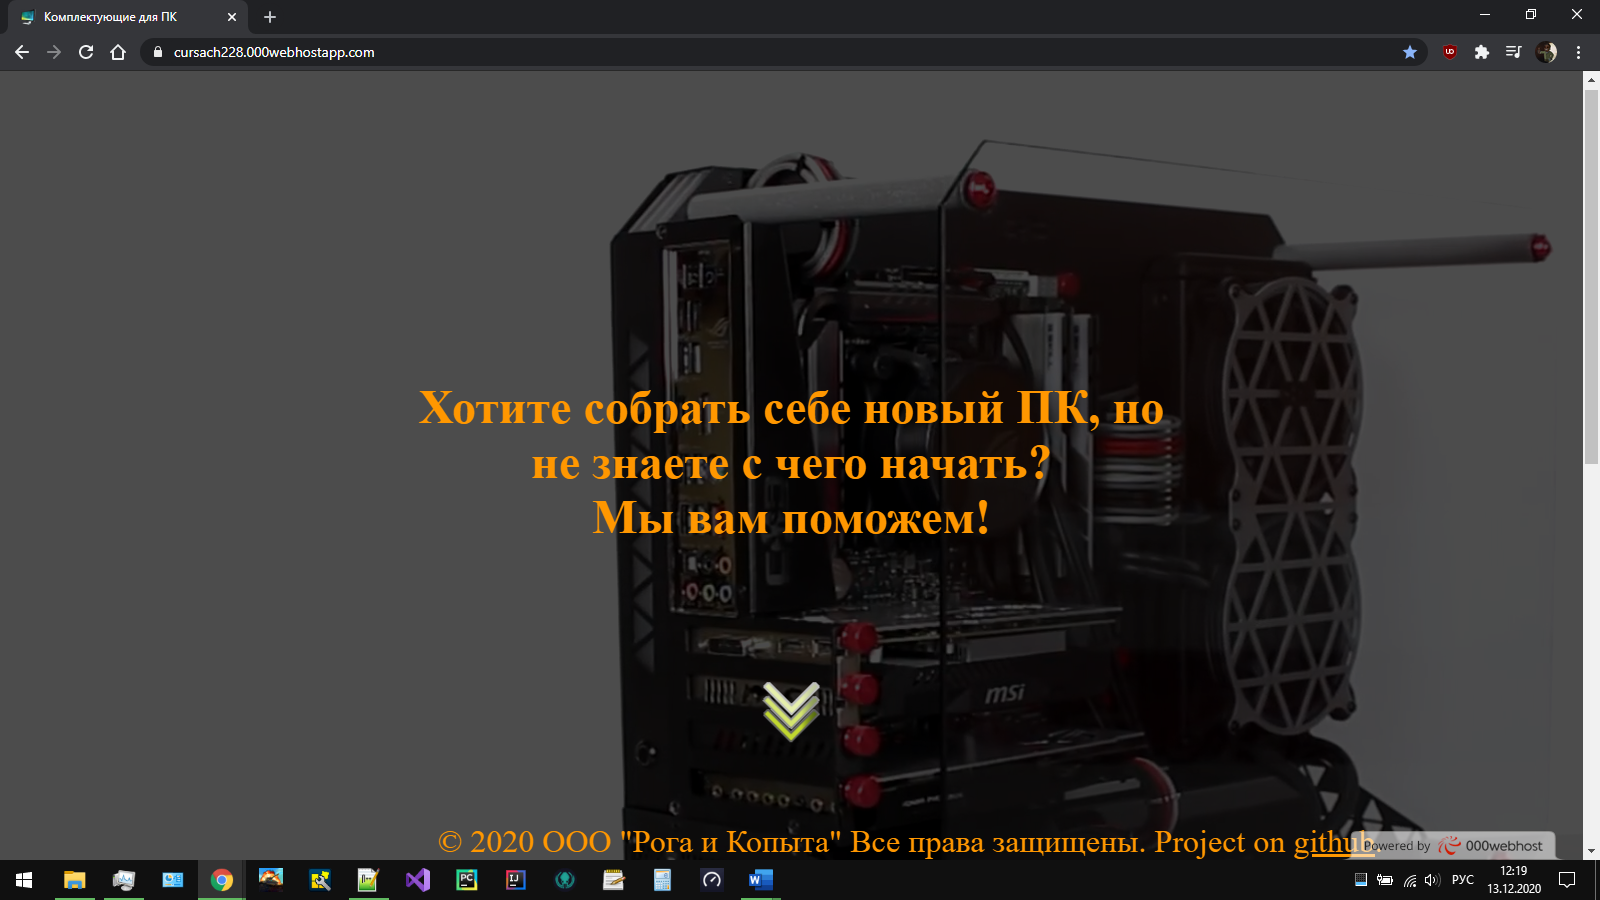 Комплектующие для ПК
cursach228.000webhostapp.com
Хотите собрать себе новый ПК, но
не знаете с чего начать?
Мы вам поможем!
msi
© 2020 ООО "Рога и Копыта" Все права защищены. Project on github.
Powered by 000webhost
РУС
12:19
13.12.2020